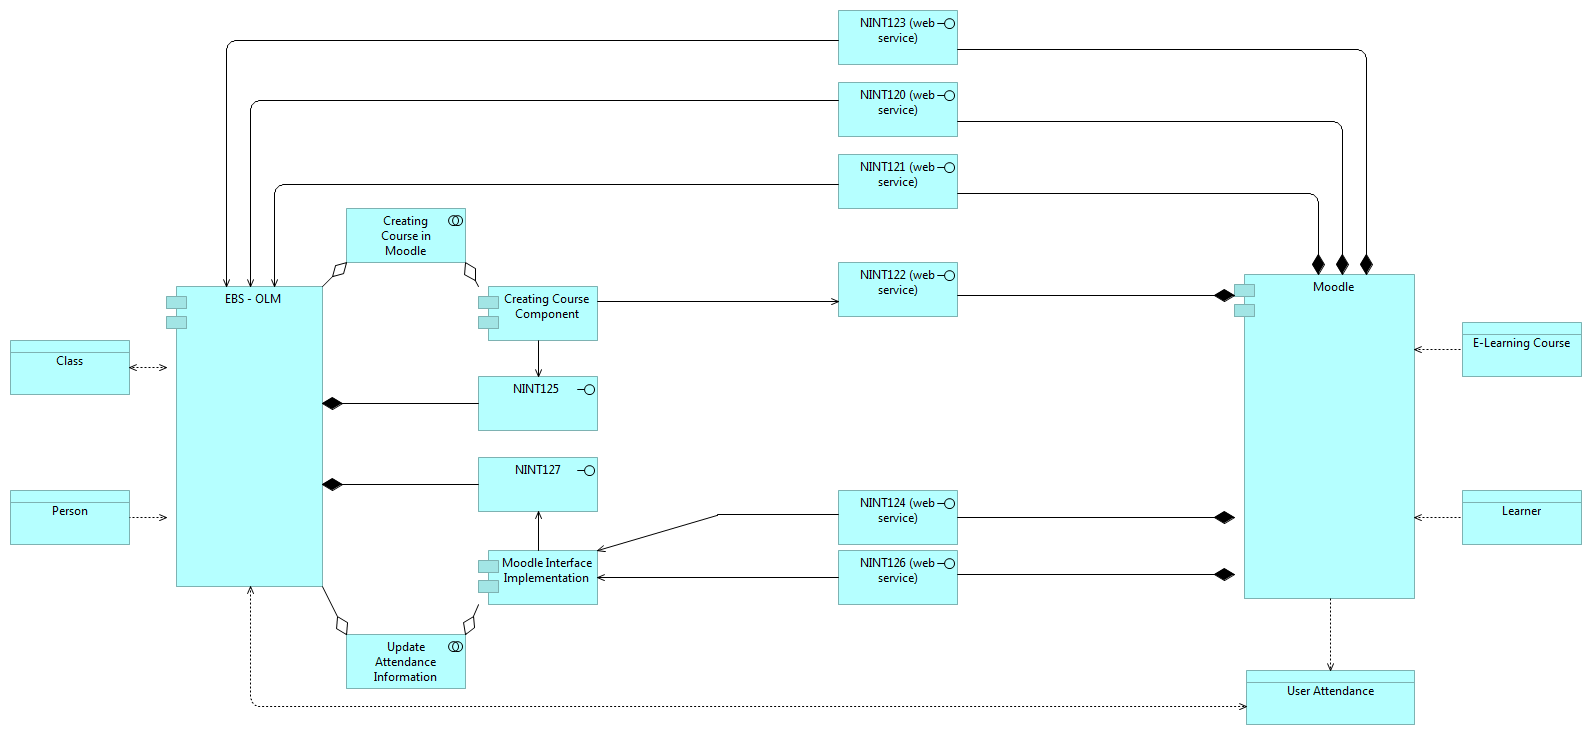 NINT123 (web
service)
NINT120 (web
service)
NINT121 (web
service)
Creating
Course in
Moodle
NINT122 (web
service)
EBS - OLM
Creating Course
Component
Moodle
Class
E-Learning Course
NINT125
NINT127
Person
NINT124 (web
service)
Learner
Moodle Interface
Implementation
NINT126 (web
service)
Update
Attendance
Information
User Attendance